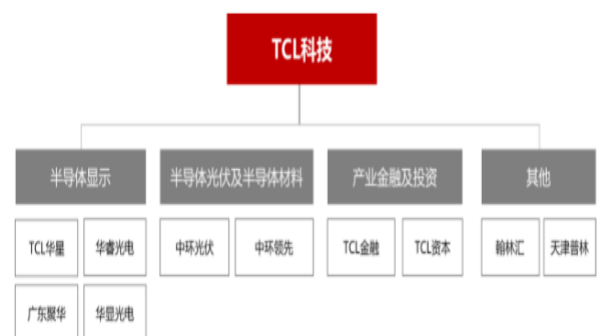 TCL科技
半导体显示
半导体光伏及半导体材料
产业金融及投资
其他
TCL华星
华睿光电
中环光伏
中环领先
TCL金融
TCL资本
翰林汇
天津普林
广东聚华
华显光电